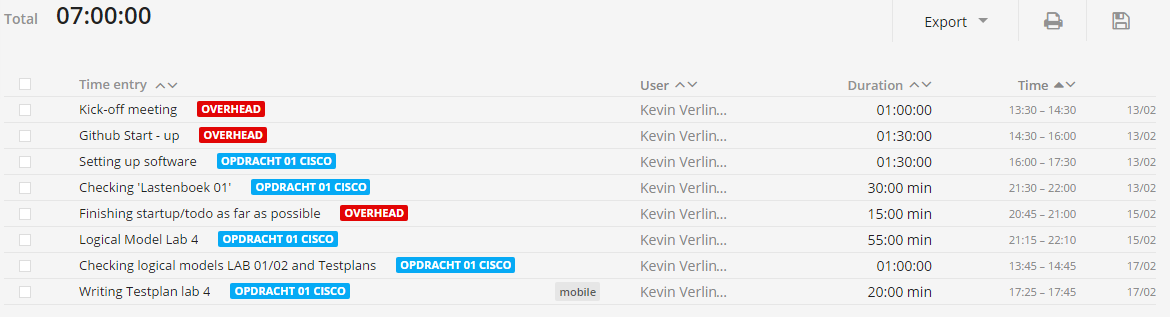 Total 07:00:00 Export
Time entry User Duration Time
Kick-off meeting OVERHEAD Kevin Verlin... 01:00:00 13:30 – 14:30 13/02
Github Start - up OVERHEAD Kevin Verlin... 01:30:00 14:30 – 16:00 13/02
Setting up software OPDRACHT 01 CISCO Kevin Verlin... 01:30:00 16:00 – 17:30 13/02
Checking 'Lastenboek 01' OPDRACHT 01 CISCO Kevin Verlin... 30:00 min 21:30 – 22:00 13/02
Finishing startup/todo as far as possible OVERHEAD Kevin Verlin... 15:00 min 20:45 – 21:00 15/02
Logical Model Lab 4 OPDRACHT 01 CISCO Kevin Verlin... 55:00 min 21:15 – 22:10 15/02
Checking logical models LAB 01/02 and Testplans OPDRACHT 01 CISCO Kevin Verlin... 01:00:00 13:45 – 14:45 17/02
Writing Testplan lab 4 OPDRACHT 01 CISCO mobile Kevin Verlin... 20:00 min 17:25 – 17:45 17/02